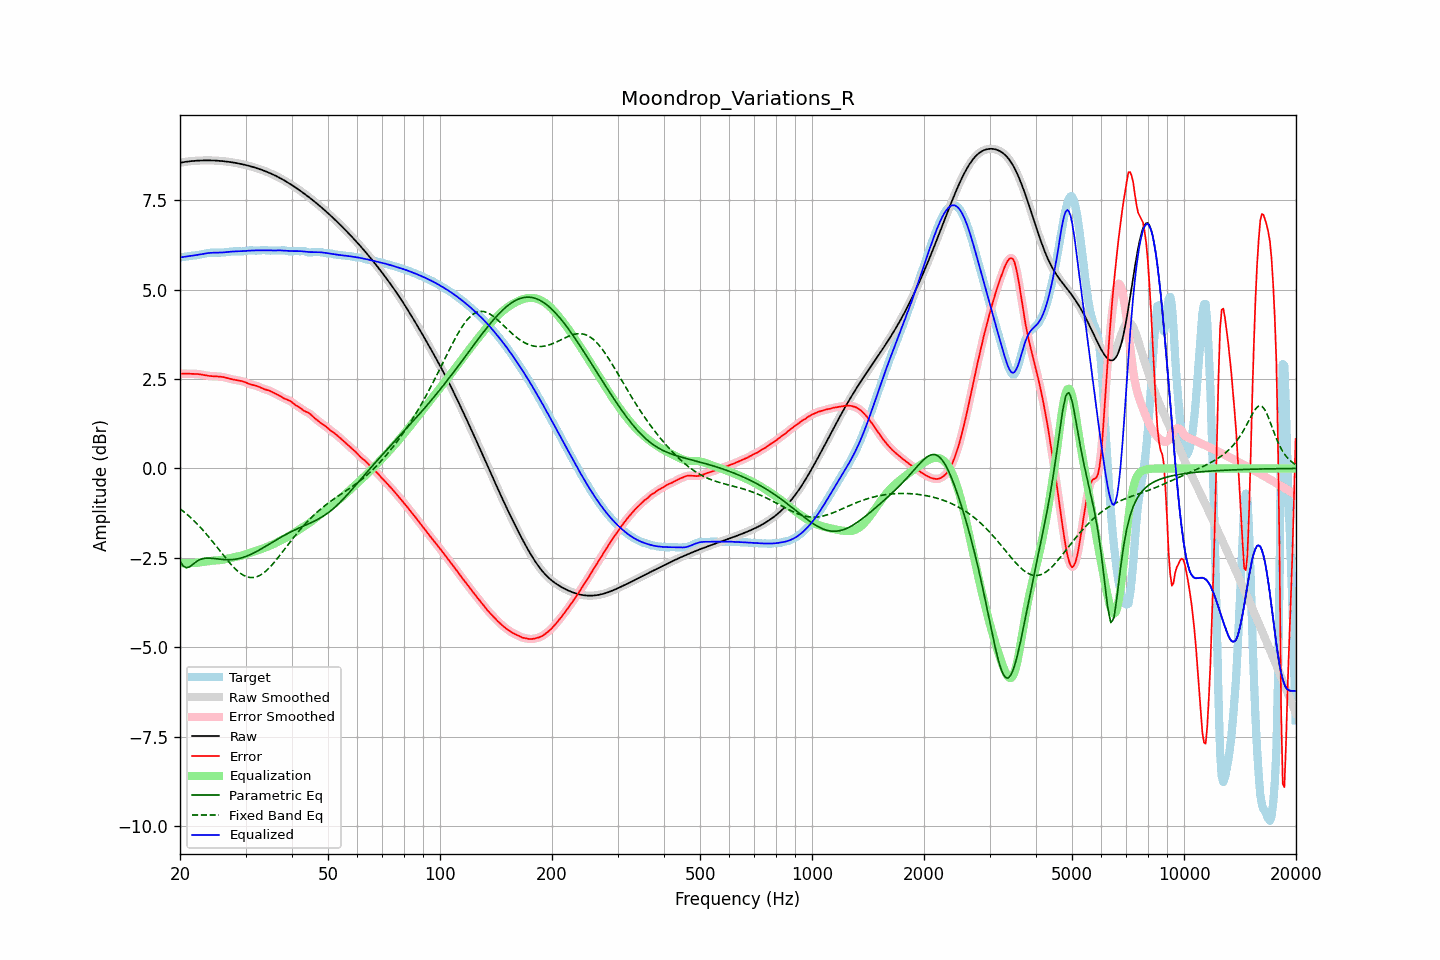 Moondrop_Variations_R
Amplitude (dBr)
7.5
5.0
2.5
0.0
−2.5
−5.0
−7.5
−10.0
Target
Raw Smoothed
Error Smoothed
Raw
Error
Equalization
Parametric Eq
Fixed Band Eq
Equalized
20 50 100 200 500 1000 2000 5000 10000 20000
Frequency (Hz)